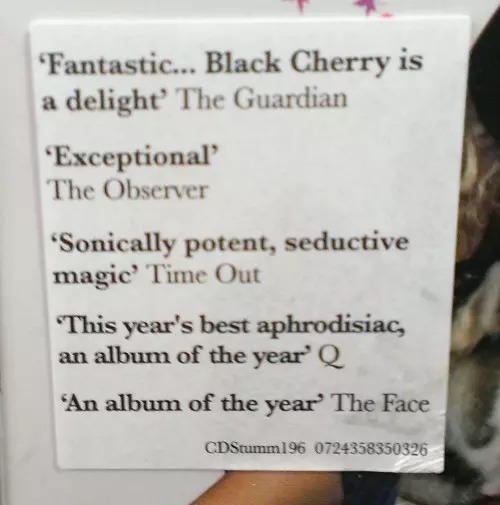 ‘Fantastic... Black Cherry is
a delight’ The Guardian
‘Exceptional’
The Observer
‘Sonically potent, seductive
magic’ Time Out
‘This year's best aphrodisiac,
an album of the year’ Q
‘An album of the year’ The Face
CDStumm196 0724358350326